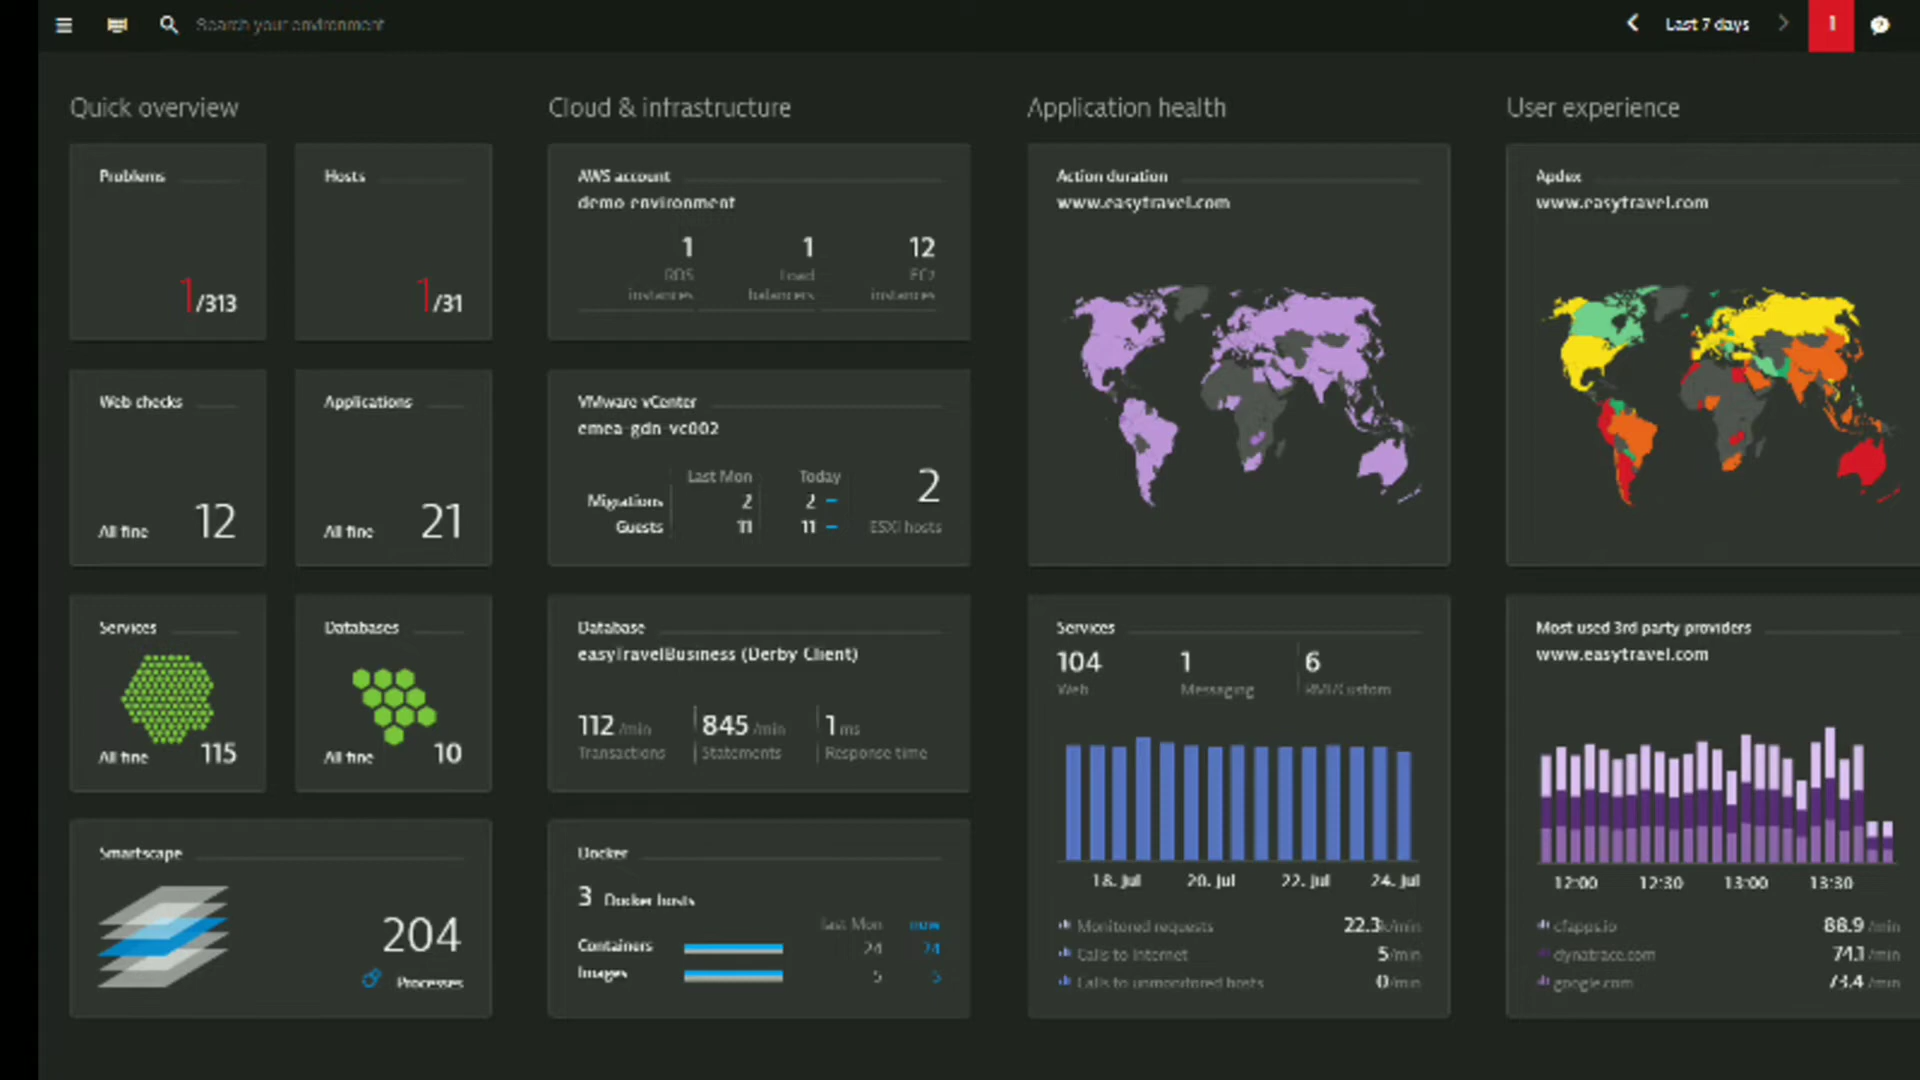 Search your environment
Last 7 days
1
Quick overview
Cloud & infrastructure
Application health
User experience
Problems
1/313
Hosts
1/31
Web checks
All fine 12
Applications
All fine 21
Services
All fine 115
Databases
All fine 10
Smartscape
204
Processes
AWS account
demo-environment
1 1 12
RDS Load EC2
instances balancers instances
VMware vCenter
emea-gdn-vc002
Last Mon Today
Migrations 2 2
Guests 11 11
2
ESXi hosts
Database
easyTravelBusiness (Derby Client)
112 /min 845 /min 1 ms
Transactions Statements Response time
Docker
3 Docker hosts
last Mon now
Containers 24 24
Images 5 5
Action duration
www.easytravel.com
Services
104 1 6
Web Messaging RMI/Custom
18. Jul 20. Jul 22. Jul 24. Jul
Monitored requests 22.3k/min
Calls to Internet 5/min
Calls to unmonitored hosts 0/min
Apdex
www.easytravel.com
Most used 3rd party providers
www.easytravel.com
12:00 12:30 13:00 13:30
cfapps.io 88.9 /min
dynatrace.com 74.1 /min
google.com 73.4 /min